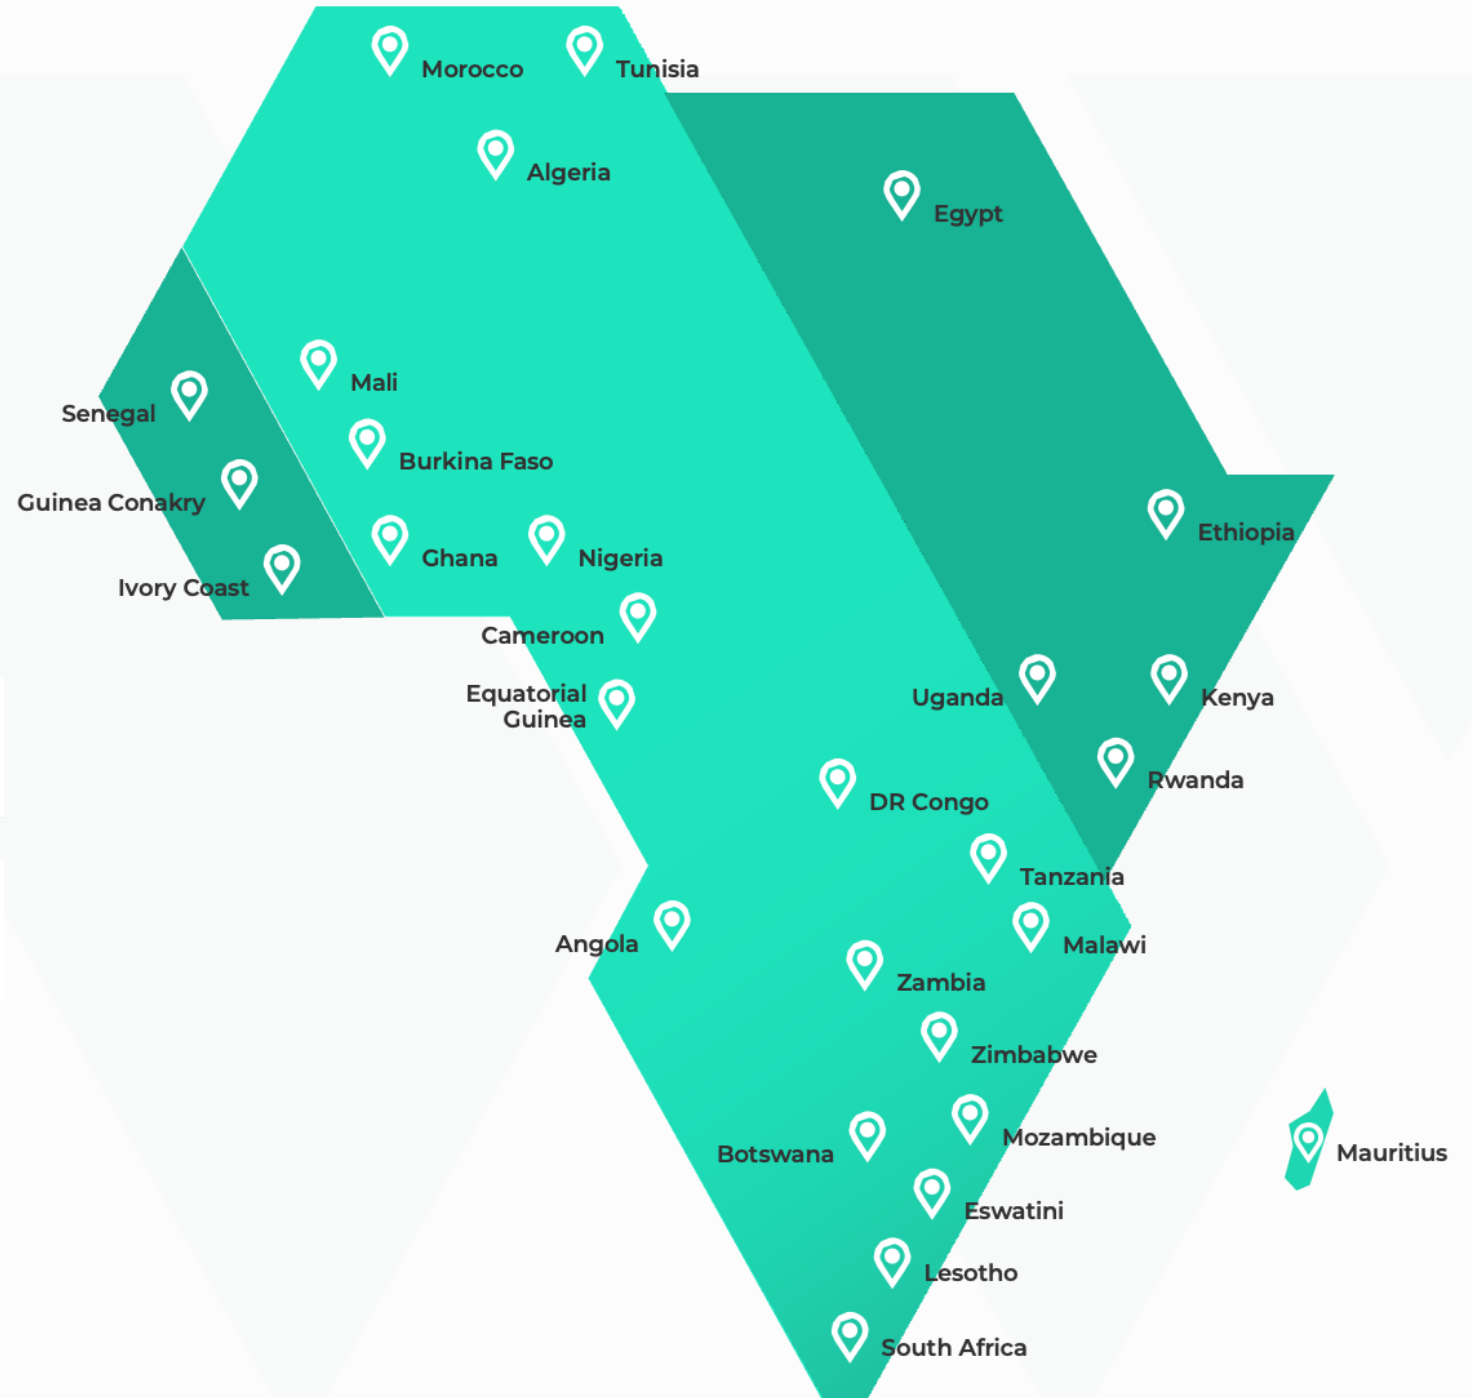 Morocco
Tunisia
Algeria
Egypt
Mali
Senegal
Burkina Faso
Guinea Conakry
Ethiopia
Ghana
Nigeria
Ivory Coast
Cameroon
Equatorial
Guinea
Uganda
Kenya
Rwanda
DR Congo
Tanzania
Angola
Malawi
Zambia
Zimbabwe
Mozambique
Botswana
Mauritius
Eswatini
Lesotho
South Africa